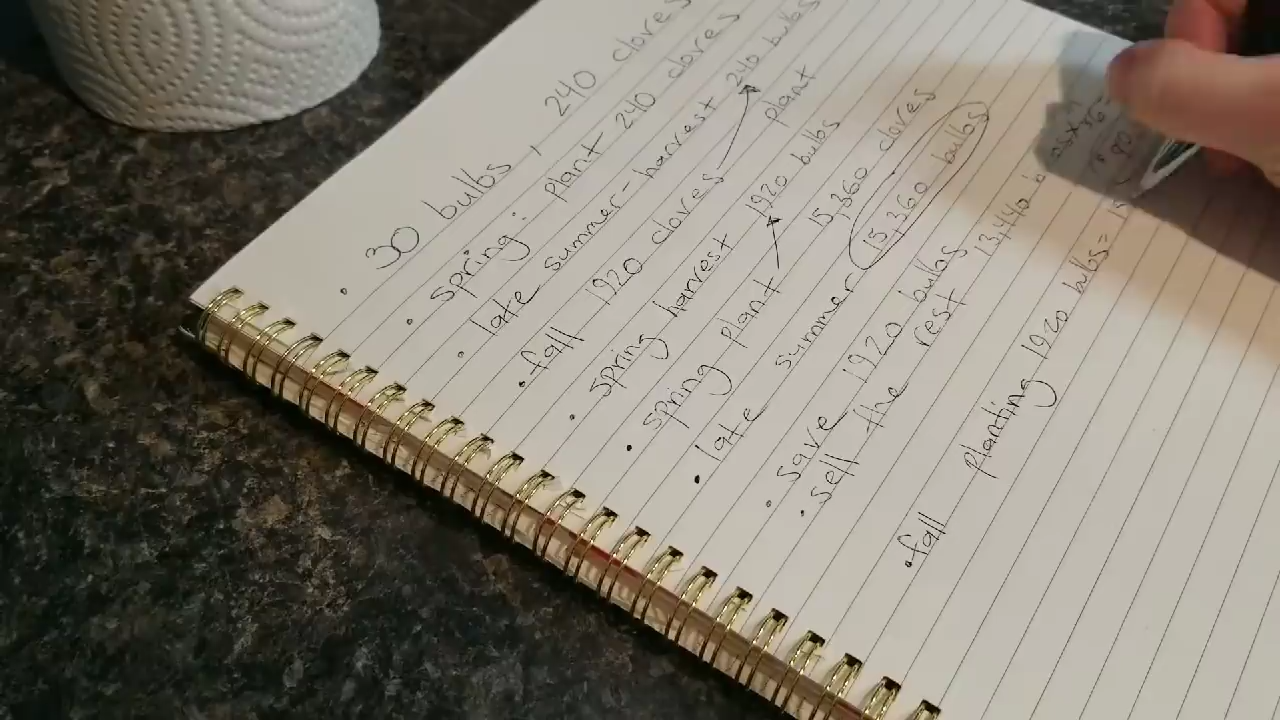 • 30 bulbs, 240 cloves
• spring: plant 240 cloves
• late summer - harvest 240 bulbs
• fall 1920 cloves plant
• spring harvest 1920 bulbs
• spring plant 15,360 cloves
• late summer 15,360 bulbs
• save 1920 bulbs
• sell the rest 13,440 b
• fall planting 1920 bulbs =